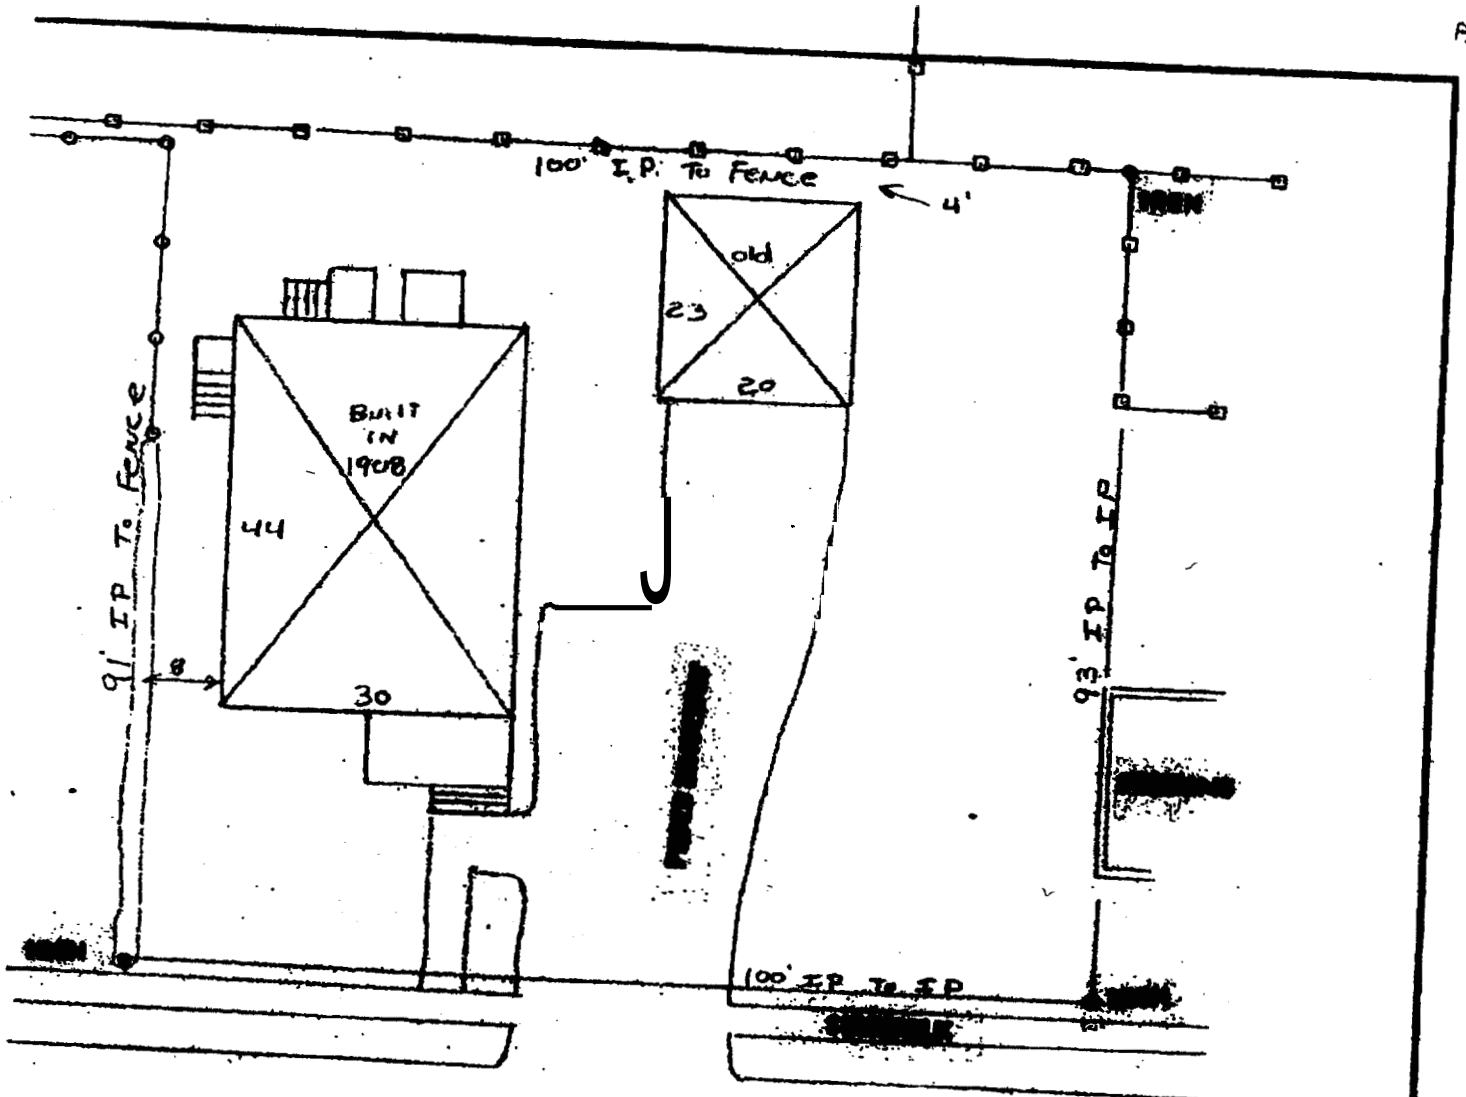 100' I.P. To FENCE
4'
IRON
old
23
20
BUILT
IN
1908
44
30
8
91' IP To FENCE
93' IP To IP
100' IP To IP